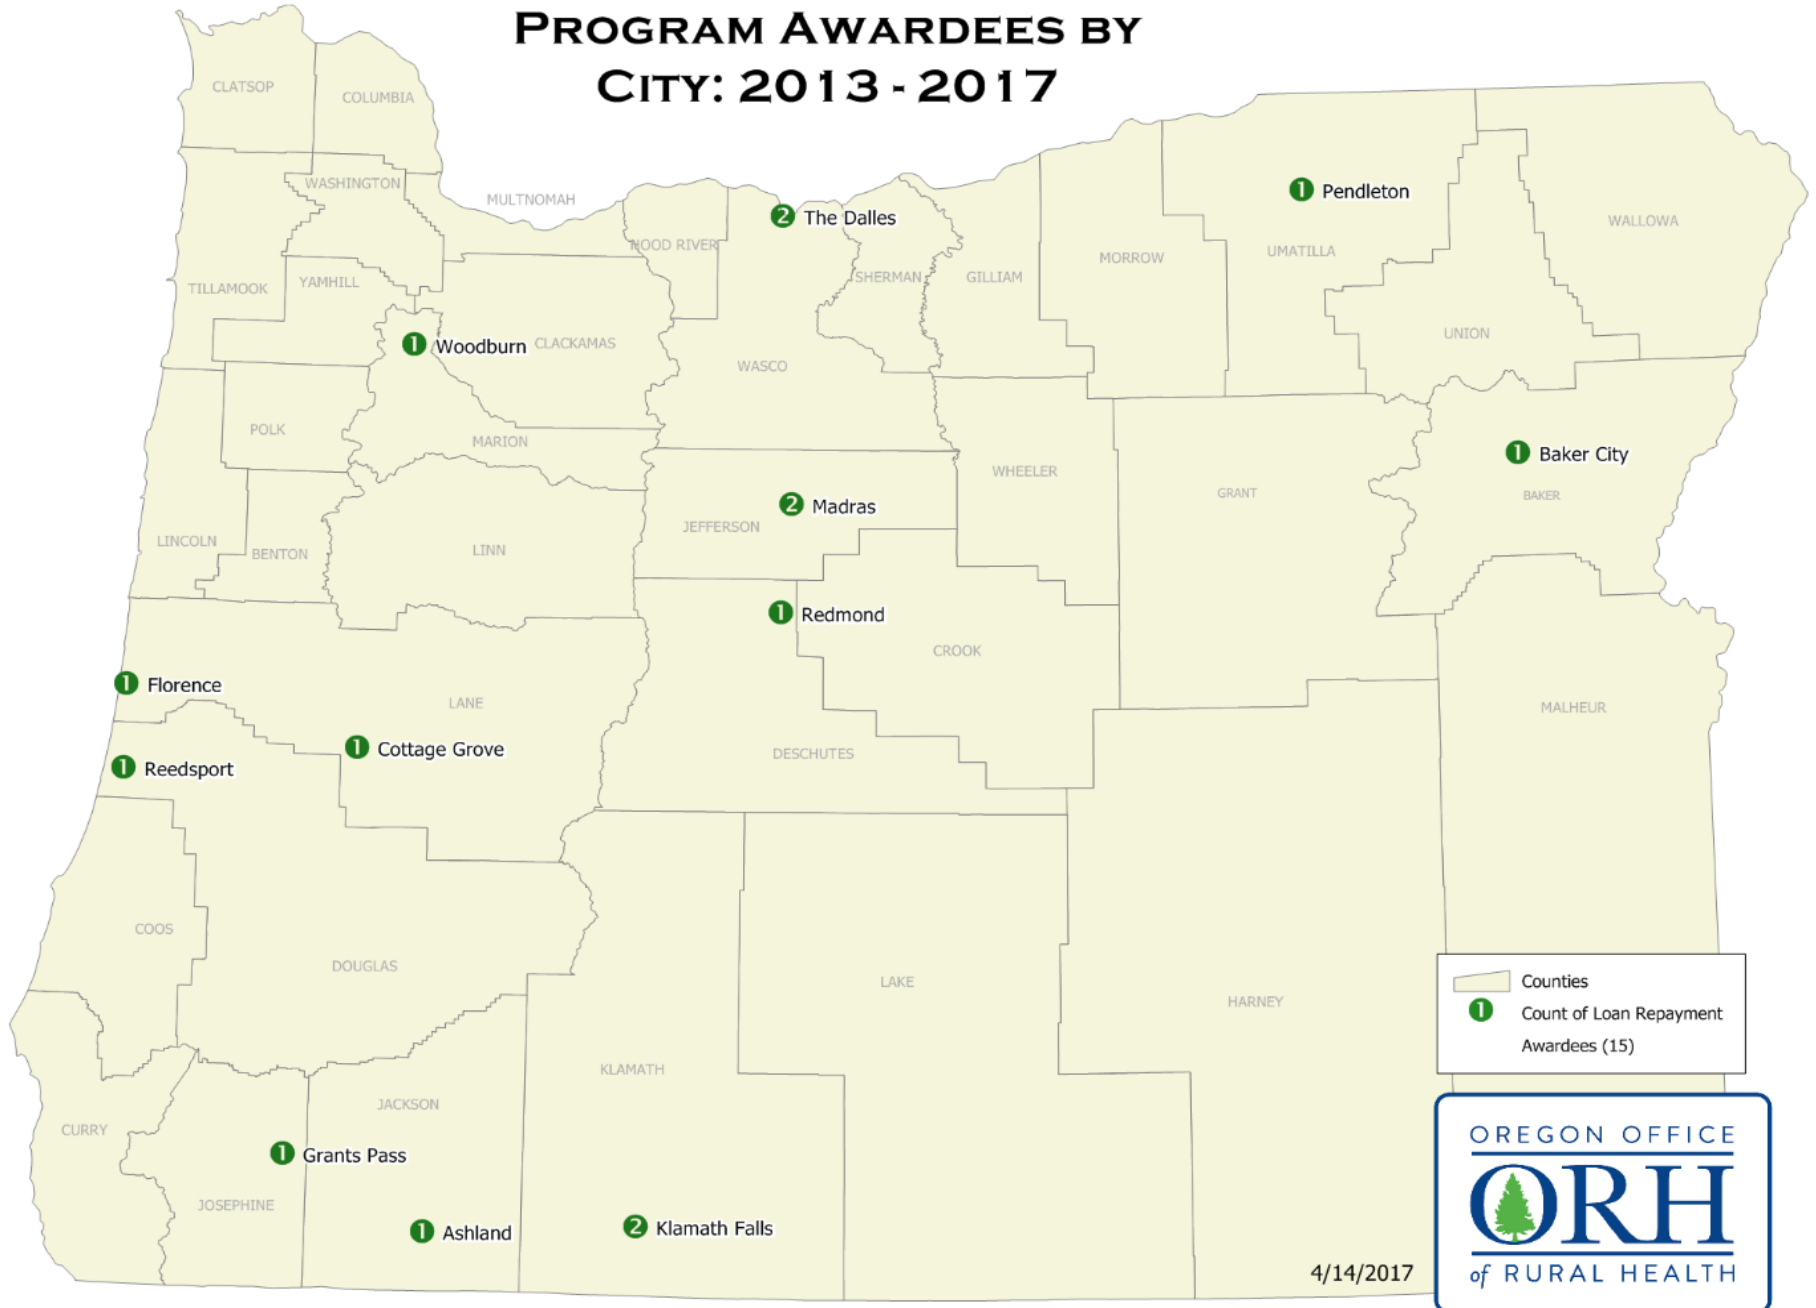 PROGRAM AWARDEES BY
CITY: 2013 - 2017
CLATSOP
COLUMBIA
WASHINGTON
MULTNOMAH
1 Pendleton
2 The Dalles
WALLOWA
HOOD RIVER
UMATILLA
MORROW
SHERMAN
GILLIAM
TILLAMOOK
YAMHILL
UNION
1 Woodburn
CLACKAMAS
WASCO
POLK
MARION
1 Baker City
WHEELER
GRANT
BAKER
2 Madras
JEFFERSON
LINCOLN
BENTON
LINN
1 Redmond
CROOK
1 Florence
LANE
MALHEUR
1 Cottage Grove
DESCHUTES
1 Reedsport
COOS
DOUGLAS
LAKE
HARNEY
Counties
1 Count of Loan Repayment
Awardees (15)
KLAMATH
JACKSON
CURRY
1 Grants Pass
JOSEPHINE
1 Ashland
2 Klamath Falls
4/14/2017
OREGON OFFICE
ORH
of RURAL HEALTH